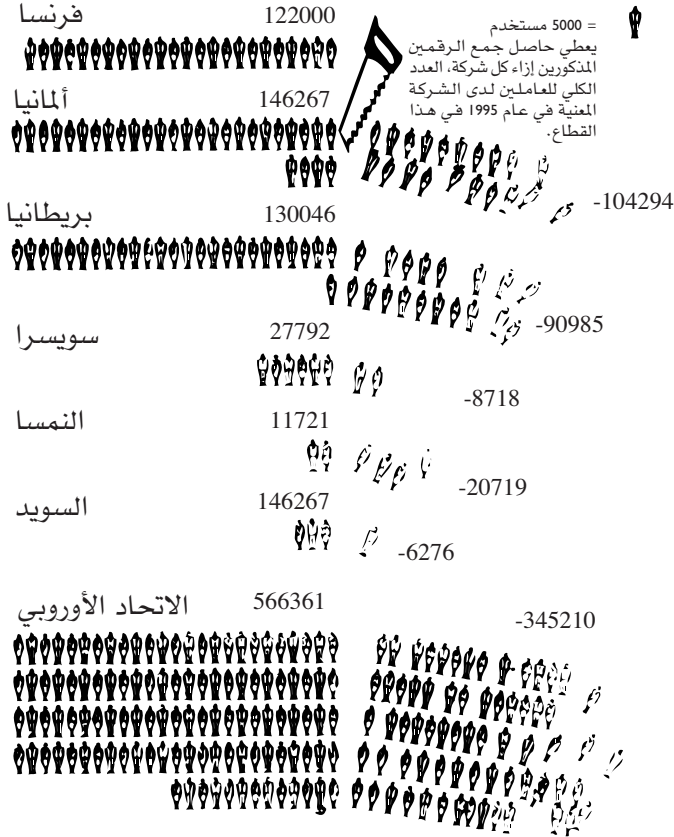 = 5000 مستخدم
يعطي حاصل جمع الرقمين
المذكورين إزاء كل شركة، العدد
الكلي للعاملين لدى الشركة
المعنية في عام 1995 في هذا
القطاع.
فرنسا 122000
ألمانيا 146267
-104294
بريطانيا 130046
-90985
سويسرا 27792
-8718
النمسا 11721
-20719
السويد 146267
-6276
الاتحاد الأوروبي 566361
-345210